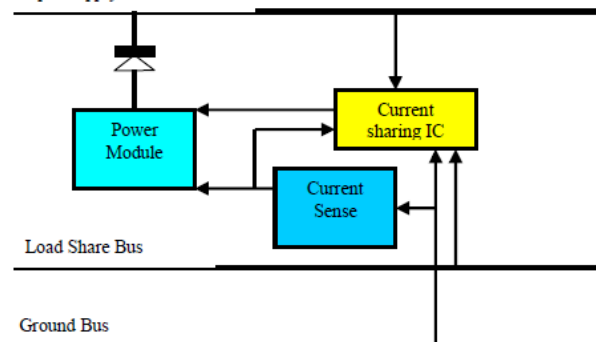 Current
sharing IC
Power
Module
Current
Sense
Load Share Bus
Ground Bus